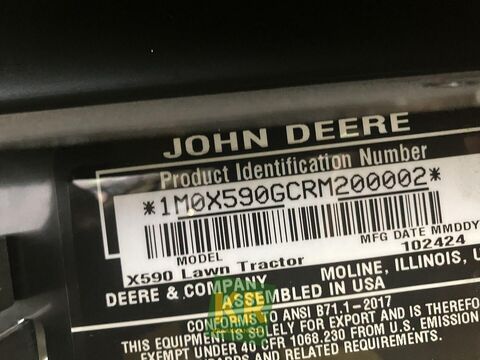 JOHN DEERE
Product Identification Number
*1M0X590GCRM200002*
MODEL
MFG DATE MMDDY
X590 Lawn Tractor
102424
DEERE & COMPANY
MOLINE, ILLINOIS, U
ASSEMBLED IN USA
CONFORMS TO ANSI B71.1-2017
THIS EQUIPMENT IS FOR EXPORT AND IS THEREFO
EXEMPT UNDER 40 CFR 1068.230 FROM U.S. EMISSION
AND RELATED REQUIREMENTS.